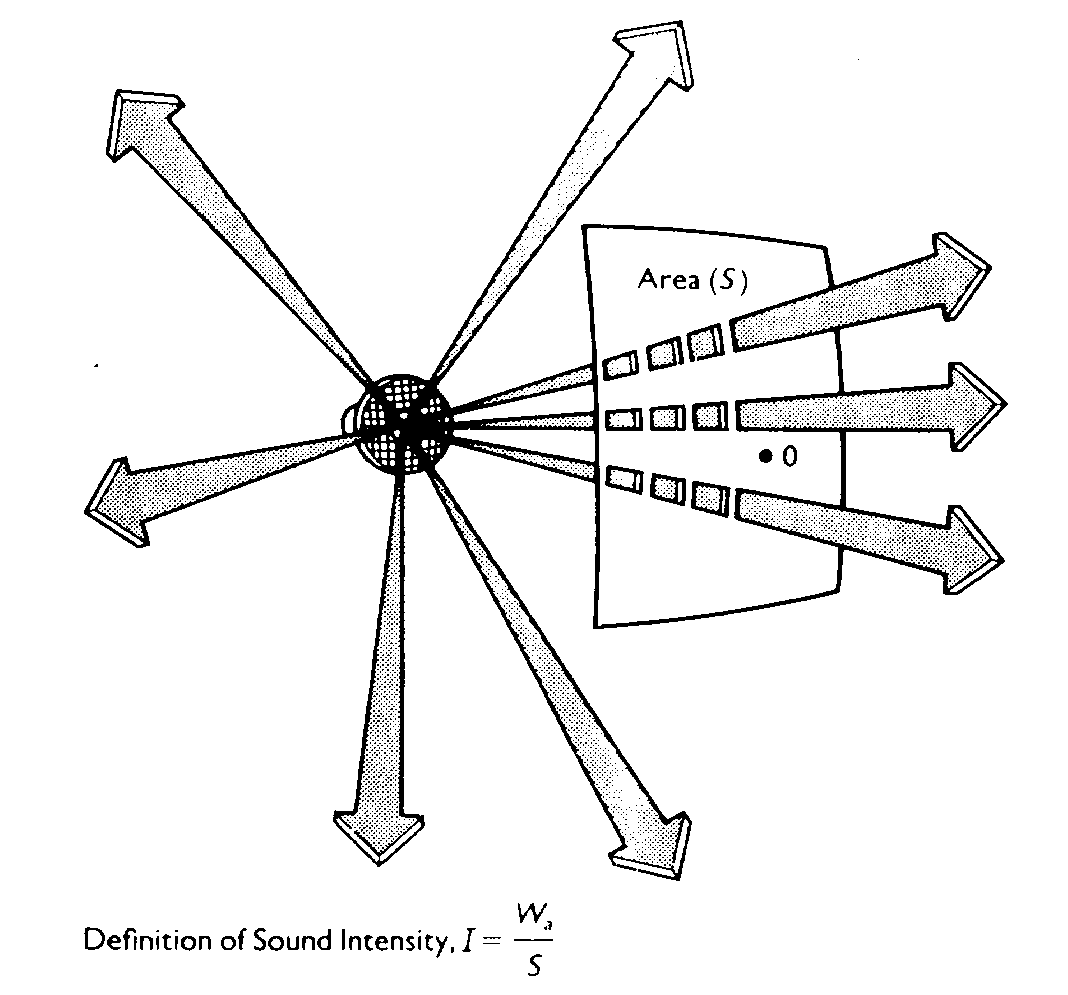 Area (S)
0
Definition of Sound Intensity, I = Wa / S